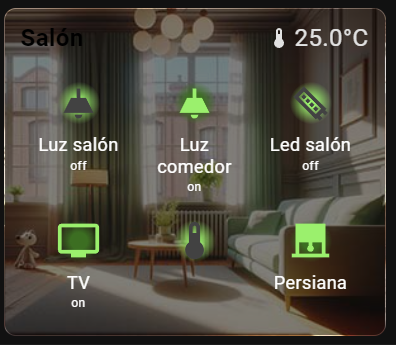 Salón 25.0°C
Luz salón Luz comedor Led salón
off on off
TV Persiana
on